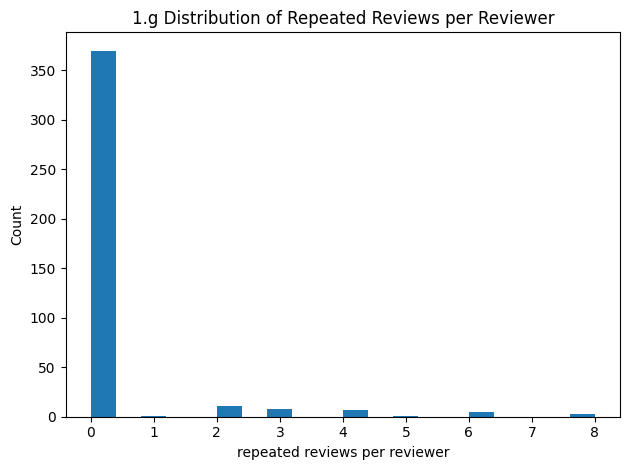 1.g Distribution of Repeated Reviews per Reviewer
350
300
250
200
150
100
50
0
Count
0 1 2 3 4 5 6 7 8
repeated reviews per reviewer